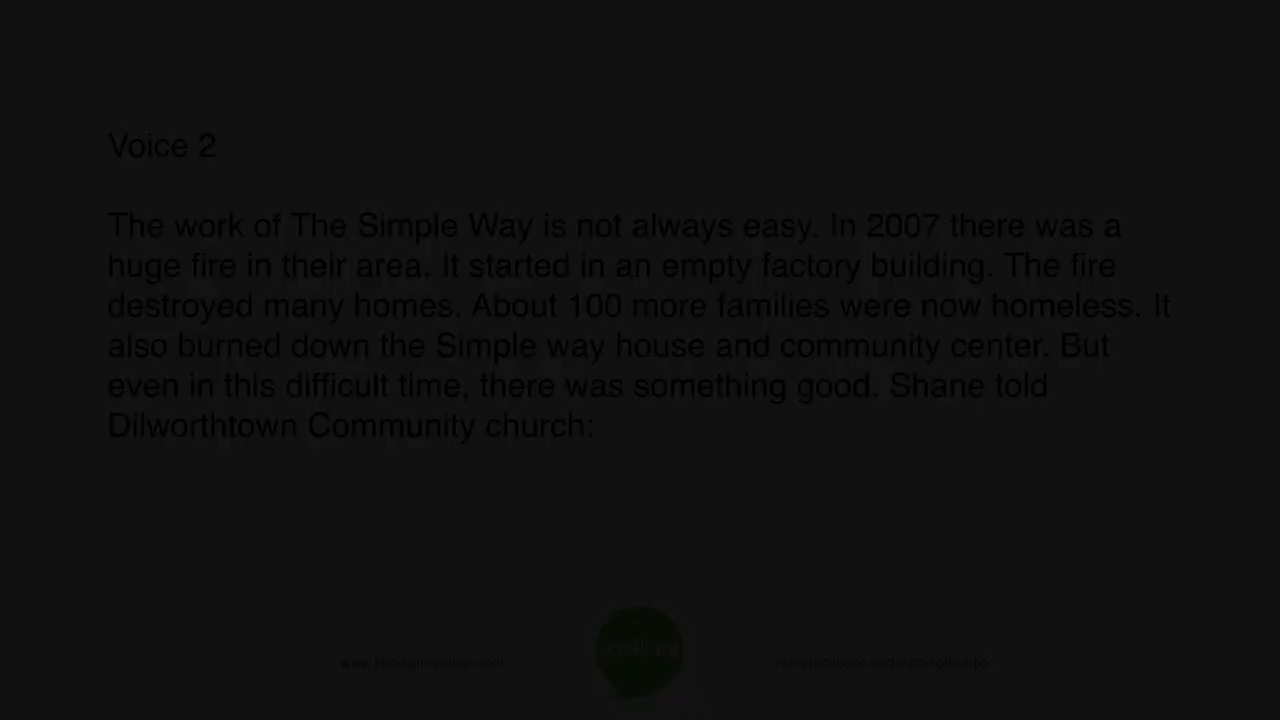 Voice 2
The work of The Simple Way is not always easy. In 2007 there was a
huge fire in their area. It started in an empty factory building. The fire
destroyed many homes. About 100 more families were now homeless. It
also burned down the Simple way house and community center. But
even in this difficult time, there was something good. Shane told
Dilworthtown Community church: